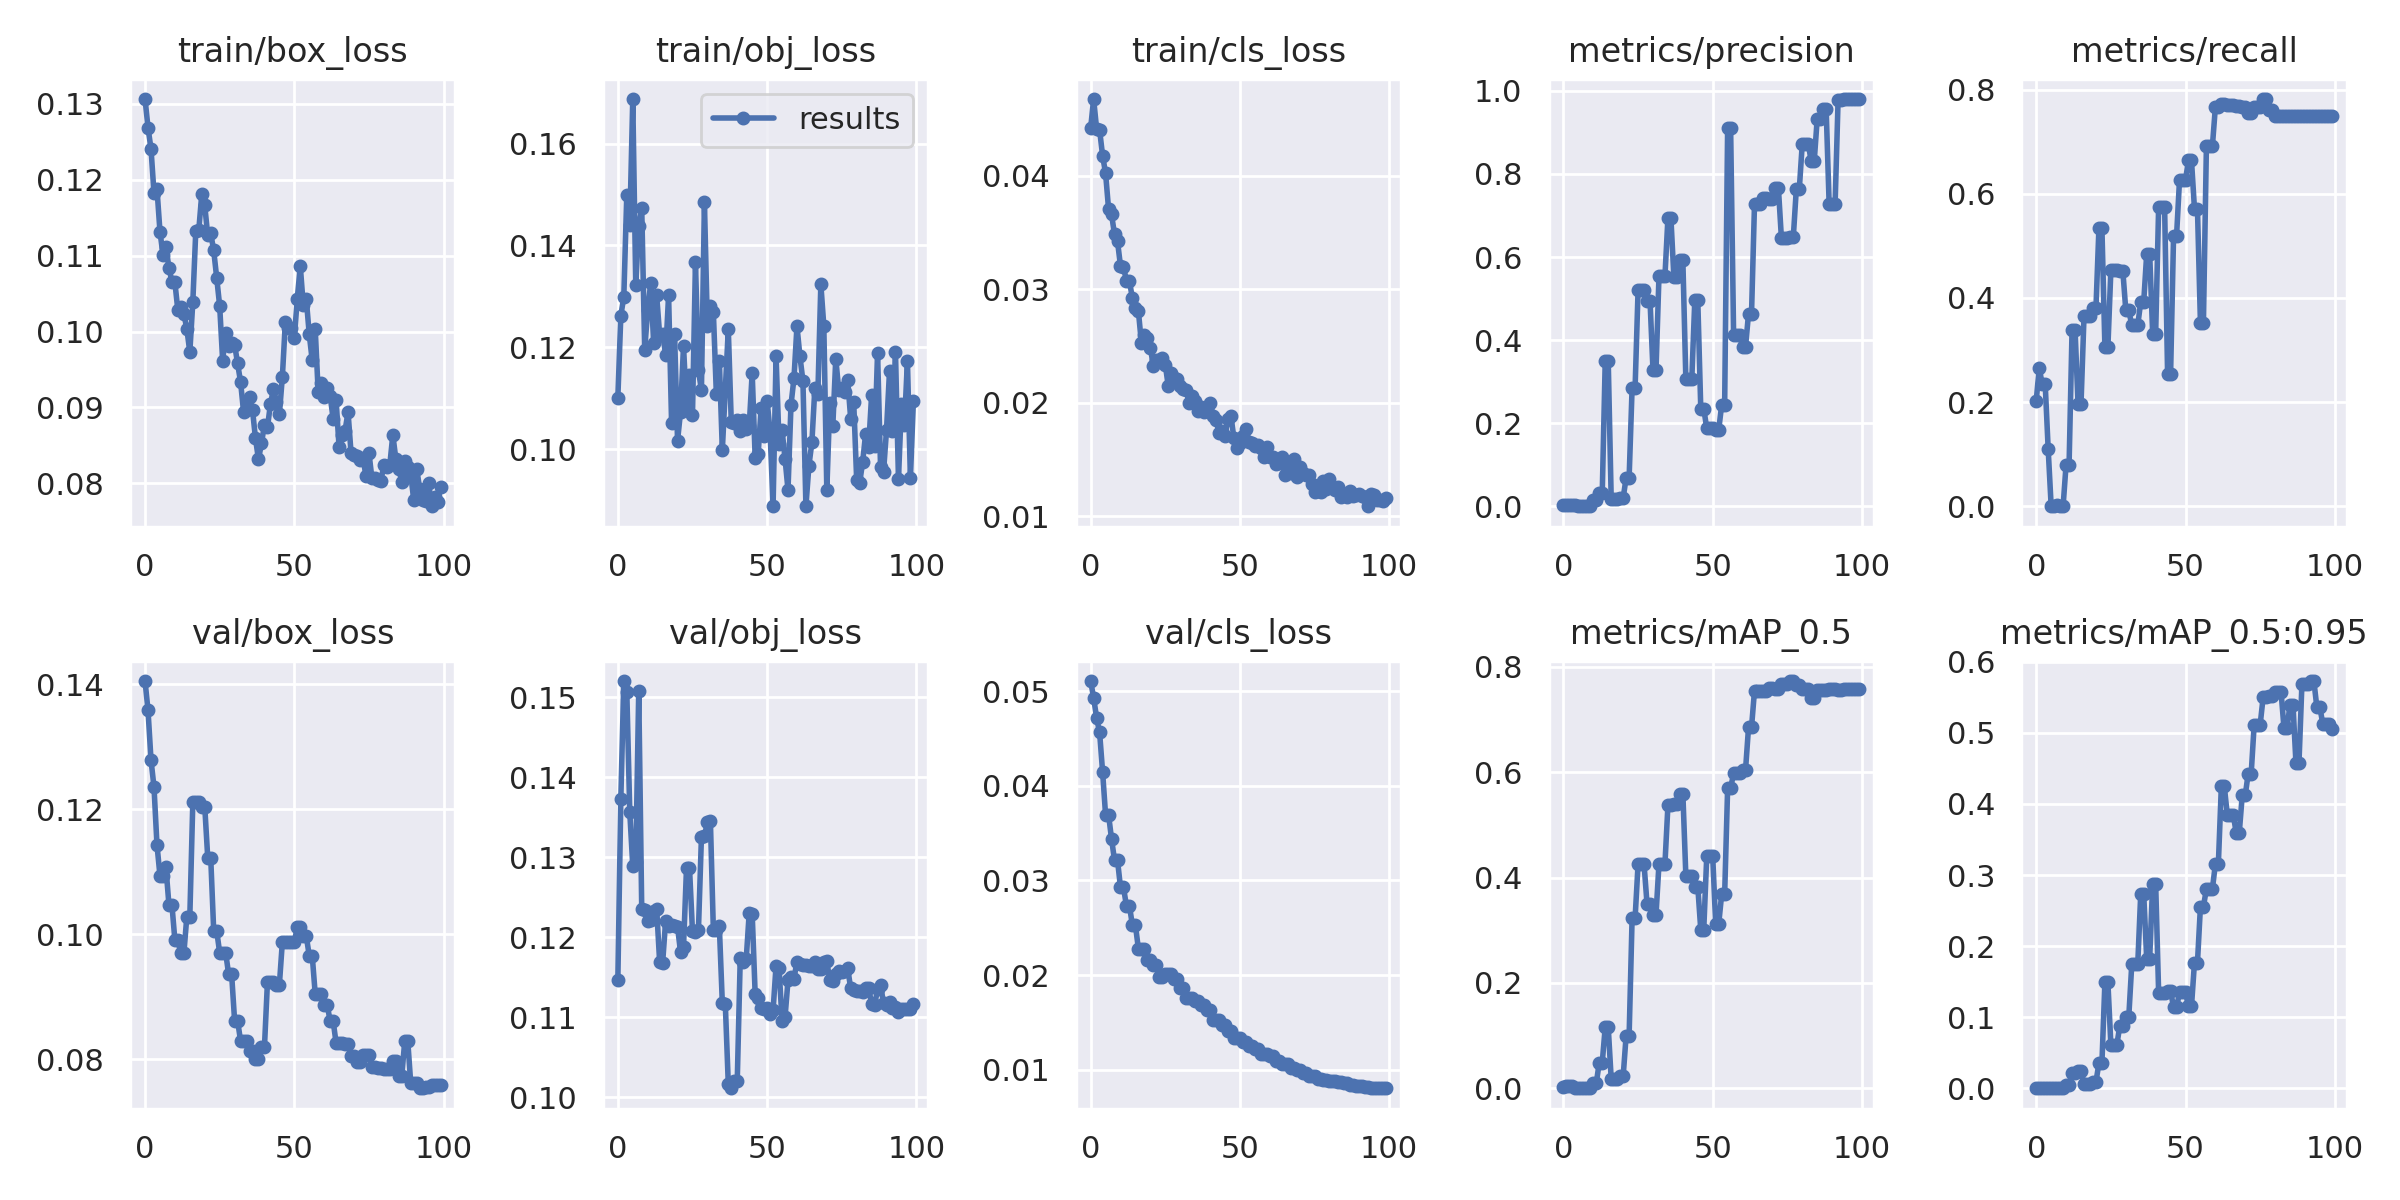 train/box_loss
0.13
0.12
0.11
0.10
0.09
0.08
0 50 100
train/obj_loss
results
0.16
0.14
0.12
0.10
0 50 100
train/cls_loss
0.04
0.03
0.02
0.01
0 50 100
metrics/precision
1.0
0.8
0.6
0.4
0.2
0.0
0 50 100
metrics/recall
0.8
0.6
0.4
0.2
0.0
0 50 100
val/box_loss
0.14
0.12
0.10
0.08
0 50 100
val/obj_loss
0.15
0.14
0.13
0.12
0.11
0.10
0 50 100
val/cls_loss
0.05
0.04
0.03
0.02
0.01
0 50 100
metrics/mAP_0.5
0.8
0.6
0.4
0.2
0.0
0 50 100
metrics/mAP_0.5:0.95
0.6
0.5
0.4
0.3
0.2
0.1
0.0
0 50 100